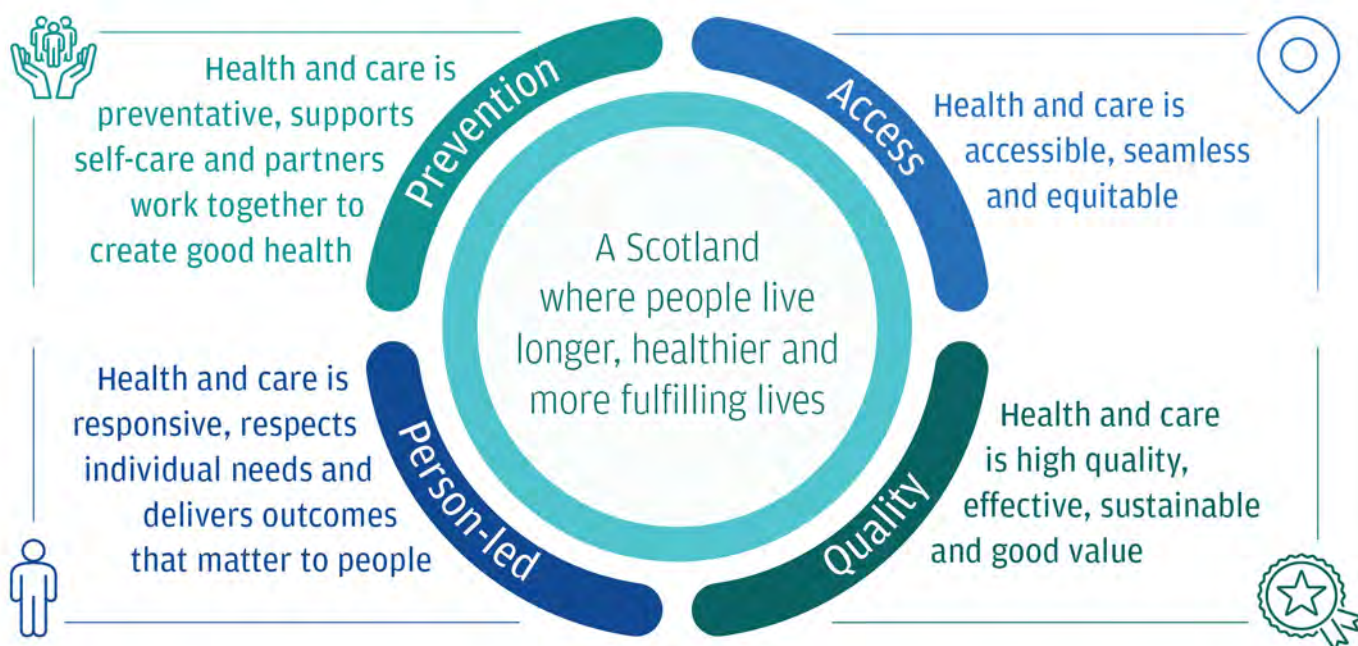 Prevention
Health and care is
preventative, supports
self-care and partners
work together to
create good health
Access
Health and care is
accessible, seamless
and equitable
A Scotland
where people live
longer, healthier and
more fulfilling lives
Person-led
Health and care is
responsive, respects
individual needs and
delivers outcomes
that matter to people
Quality
Health and care
is high quality,
effective, sustainable
and good value